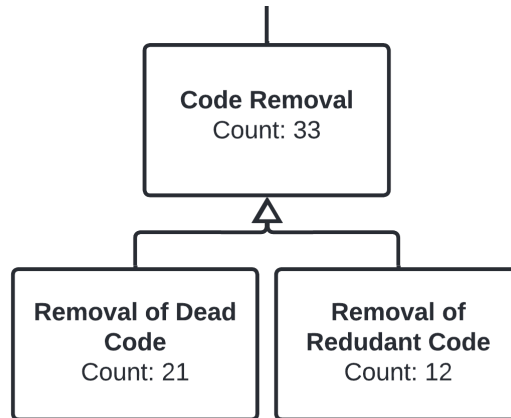 Code Removal
Count: 33
Removal of Dead
Code
Count: 21
Removal of
Redudant Code
Count: 12